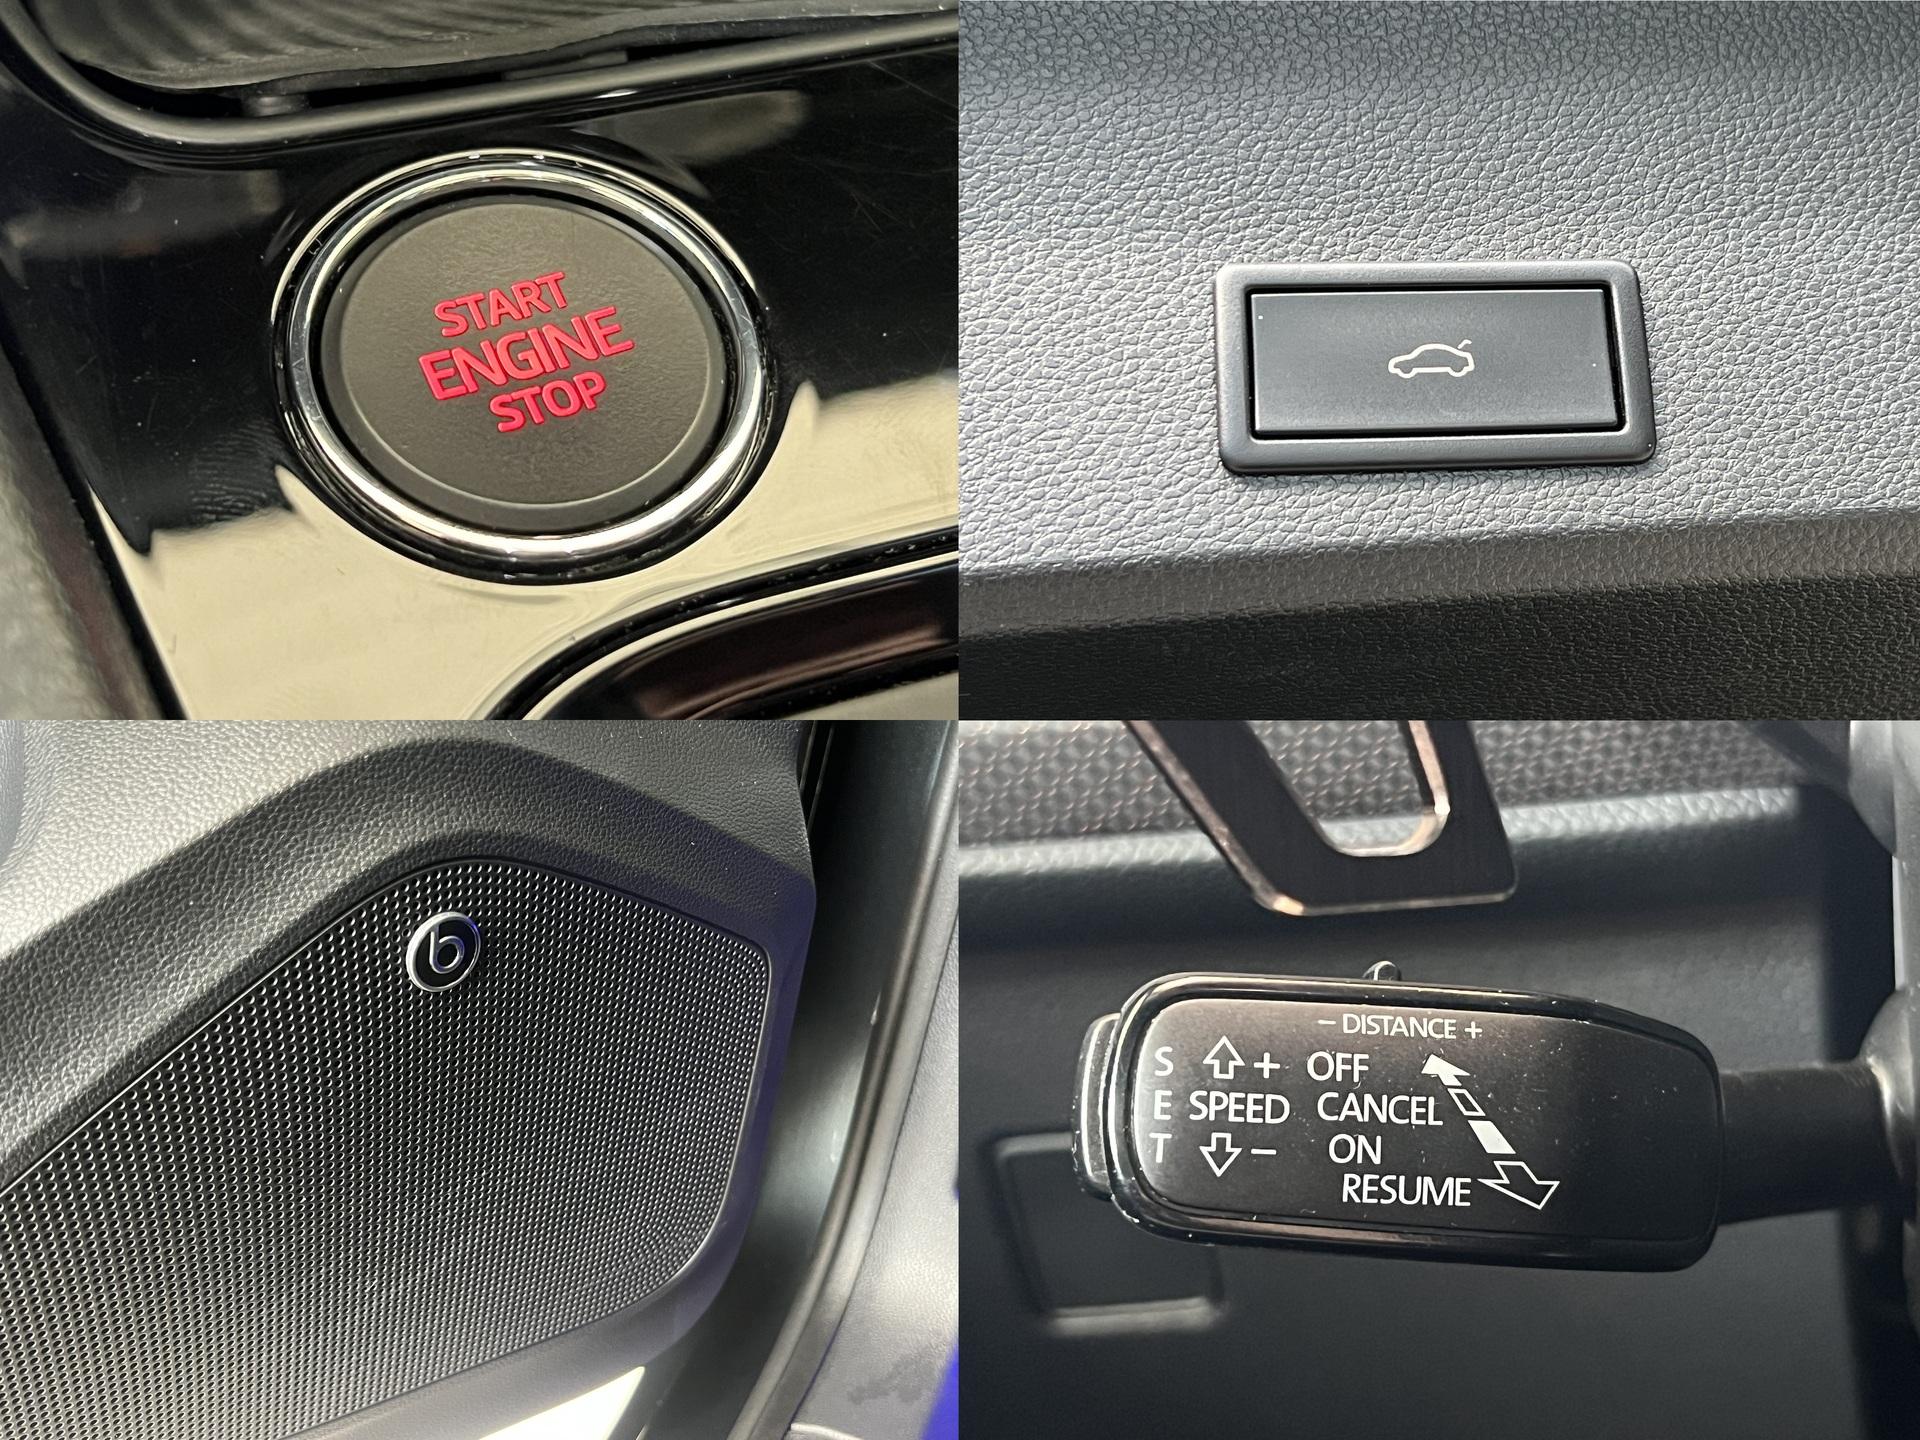 START
ENGINE
STOP
b
– DISTANCE +
S + OFF
E SPEED CANCEL
T – ON
RESUME